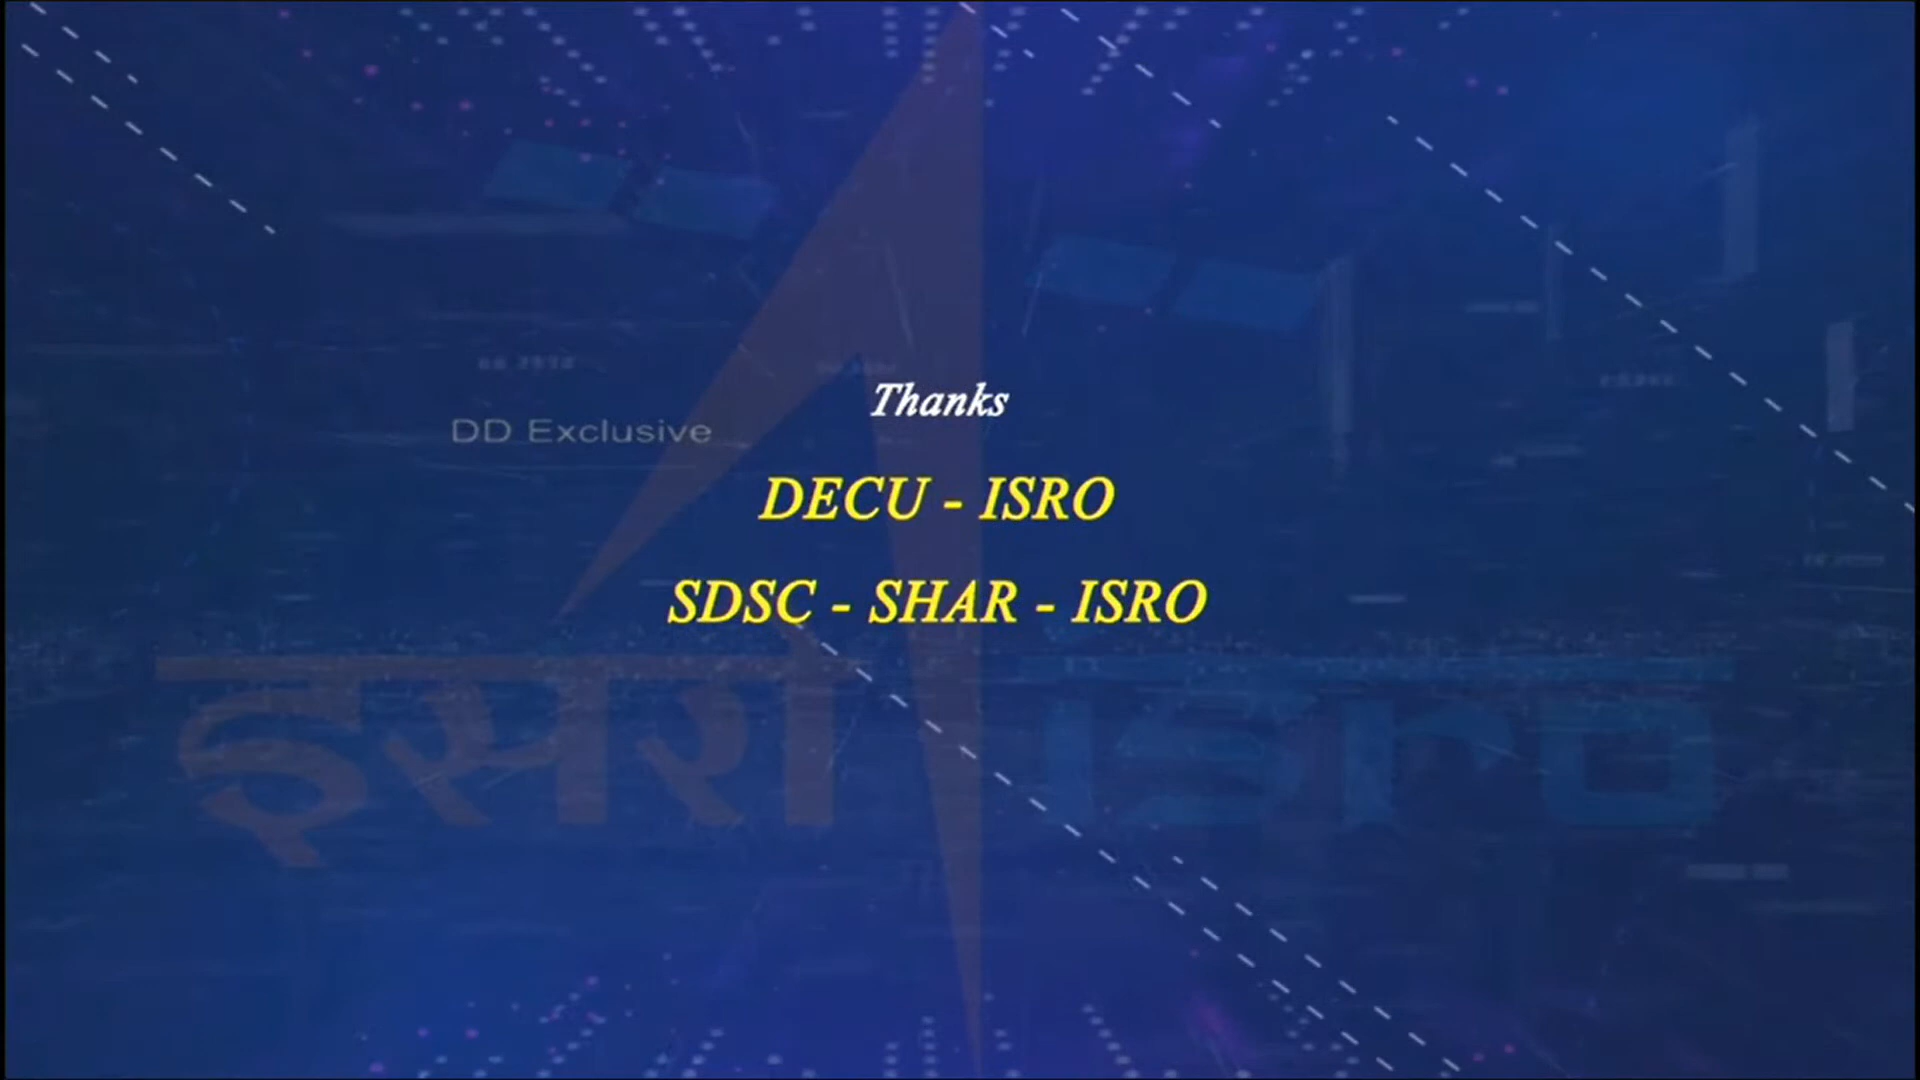 Thanks
DD Exclusive
DECU - ISRO
SDSC - SHAR - ISRO
इसरो isro